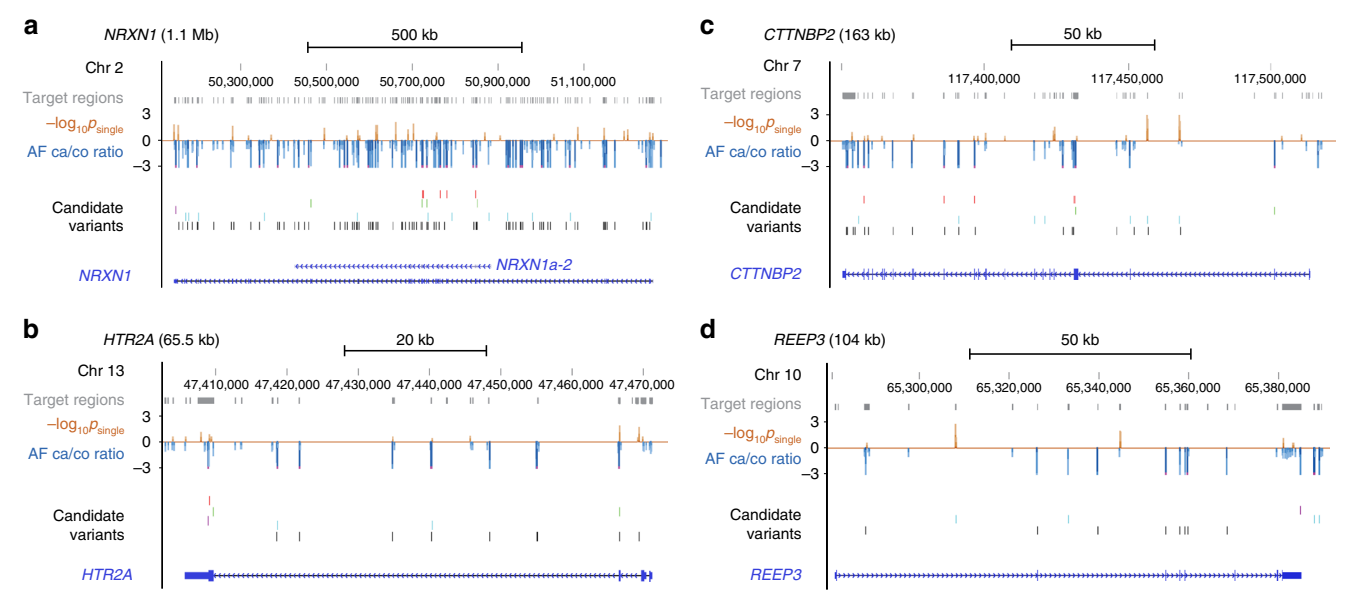 a
NRXN1 (1.1 Mb)
500 kb
Chr 2
50,300,000 50,500,000 50,700,000 50,900,000 51,100,000
Target regions
3
–log10psingle
0
AF ca/co ratio
–3
Candidate
variants
NRXN1a-2
NRXN1
b
HTR2A (65.5 kb)
20 kb
Chr 13
47,410,000 47,420,000 47,430,000 47,440,000 47,450,000 47,460,000 47,470,000
Target regions
3
–log10psingle
0
AF ca/co ratio
–3
Candidate
variants
HTR2A
c
CTTNBP2 (163 kb)
50 kb
Chr 7
117,400,000 117,450,000 117,500,000
Target regions
3
–log10psingle
0
AF ca/co ratio
–3
Candidate
variants
CTTNBP2
d
REEP3 (104 kb)
50 kb
Chr 10
65,300,000 65,320,000 65,340,000 65,360,000 65,380,000
Target regions
3
–log10psingle
0
AF ca/co ratio
–3
Candidate
variants
REEP3